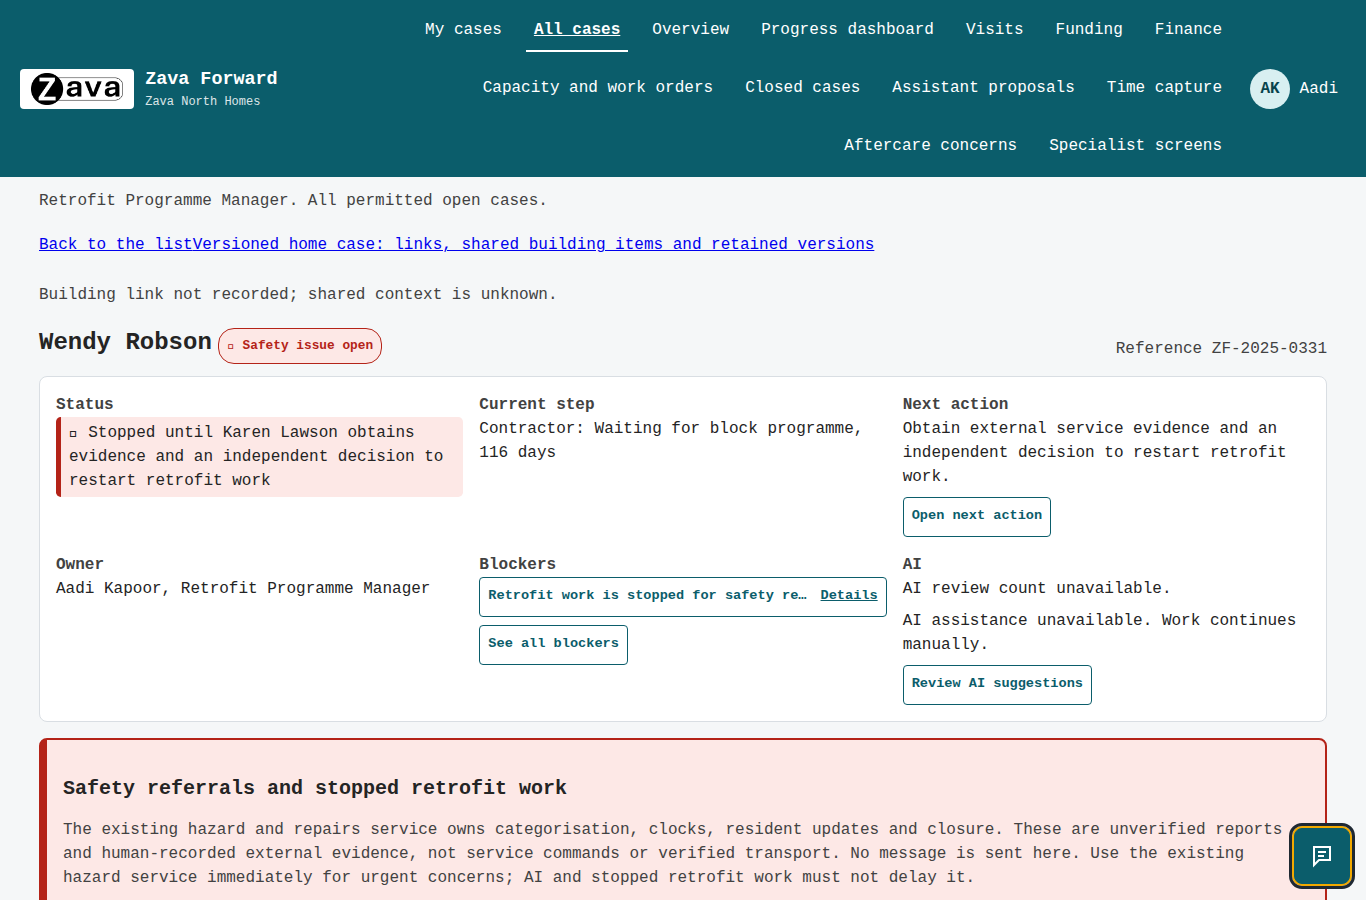 My cases All cases Overview Progress dashboard Visits Funding Finance
Zava
Zava Forward
Zava North Homes
Capacity and work orders Closed cases Assistant proposals Time capture
AK Aadi
Aftercare concerns Specialist screens
Retrofit Programme Manager. All permitted open cases.
Back to the listVersioned home case: links, shared building items and retained versions
Building link not recorded; shared context is unknown.
Wendy Robson Safety issue open
Reference ZF-2025-0331
Status
Stopped until Karen Lawson obtains
evidence and an independent decision to
restart retrofit work
Current step
Contractor: Waiting for block programme,
116 days
Next action
Obtain external service evidence and an
independent decision to restart retrofit
work.
Open next action
Owner
Aadi Kapoor, Retrofit Programme Manager
Blockers
Retrofit work is stopped for safety re… Details
See all blockers
AI
AI review count unavailable.
AI assistance unavailable. Work continues
manually.
Review AI suggestions
Safety referrals and stopped retrofit work
The existing hazard and repairs service owns categorisation, clocks, resident updates and closure. These are unverified reports
and human-recorded external evidence, not service commands or verified transport. No message is sent here. Use the existing
hazard service immediately for urgent concerns; AI and stopped retrofit work must not delay it.